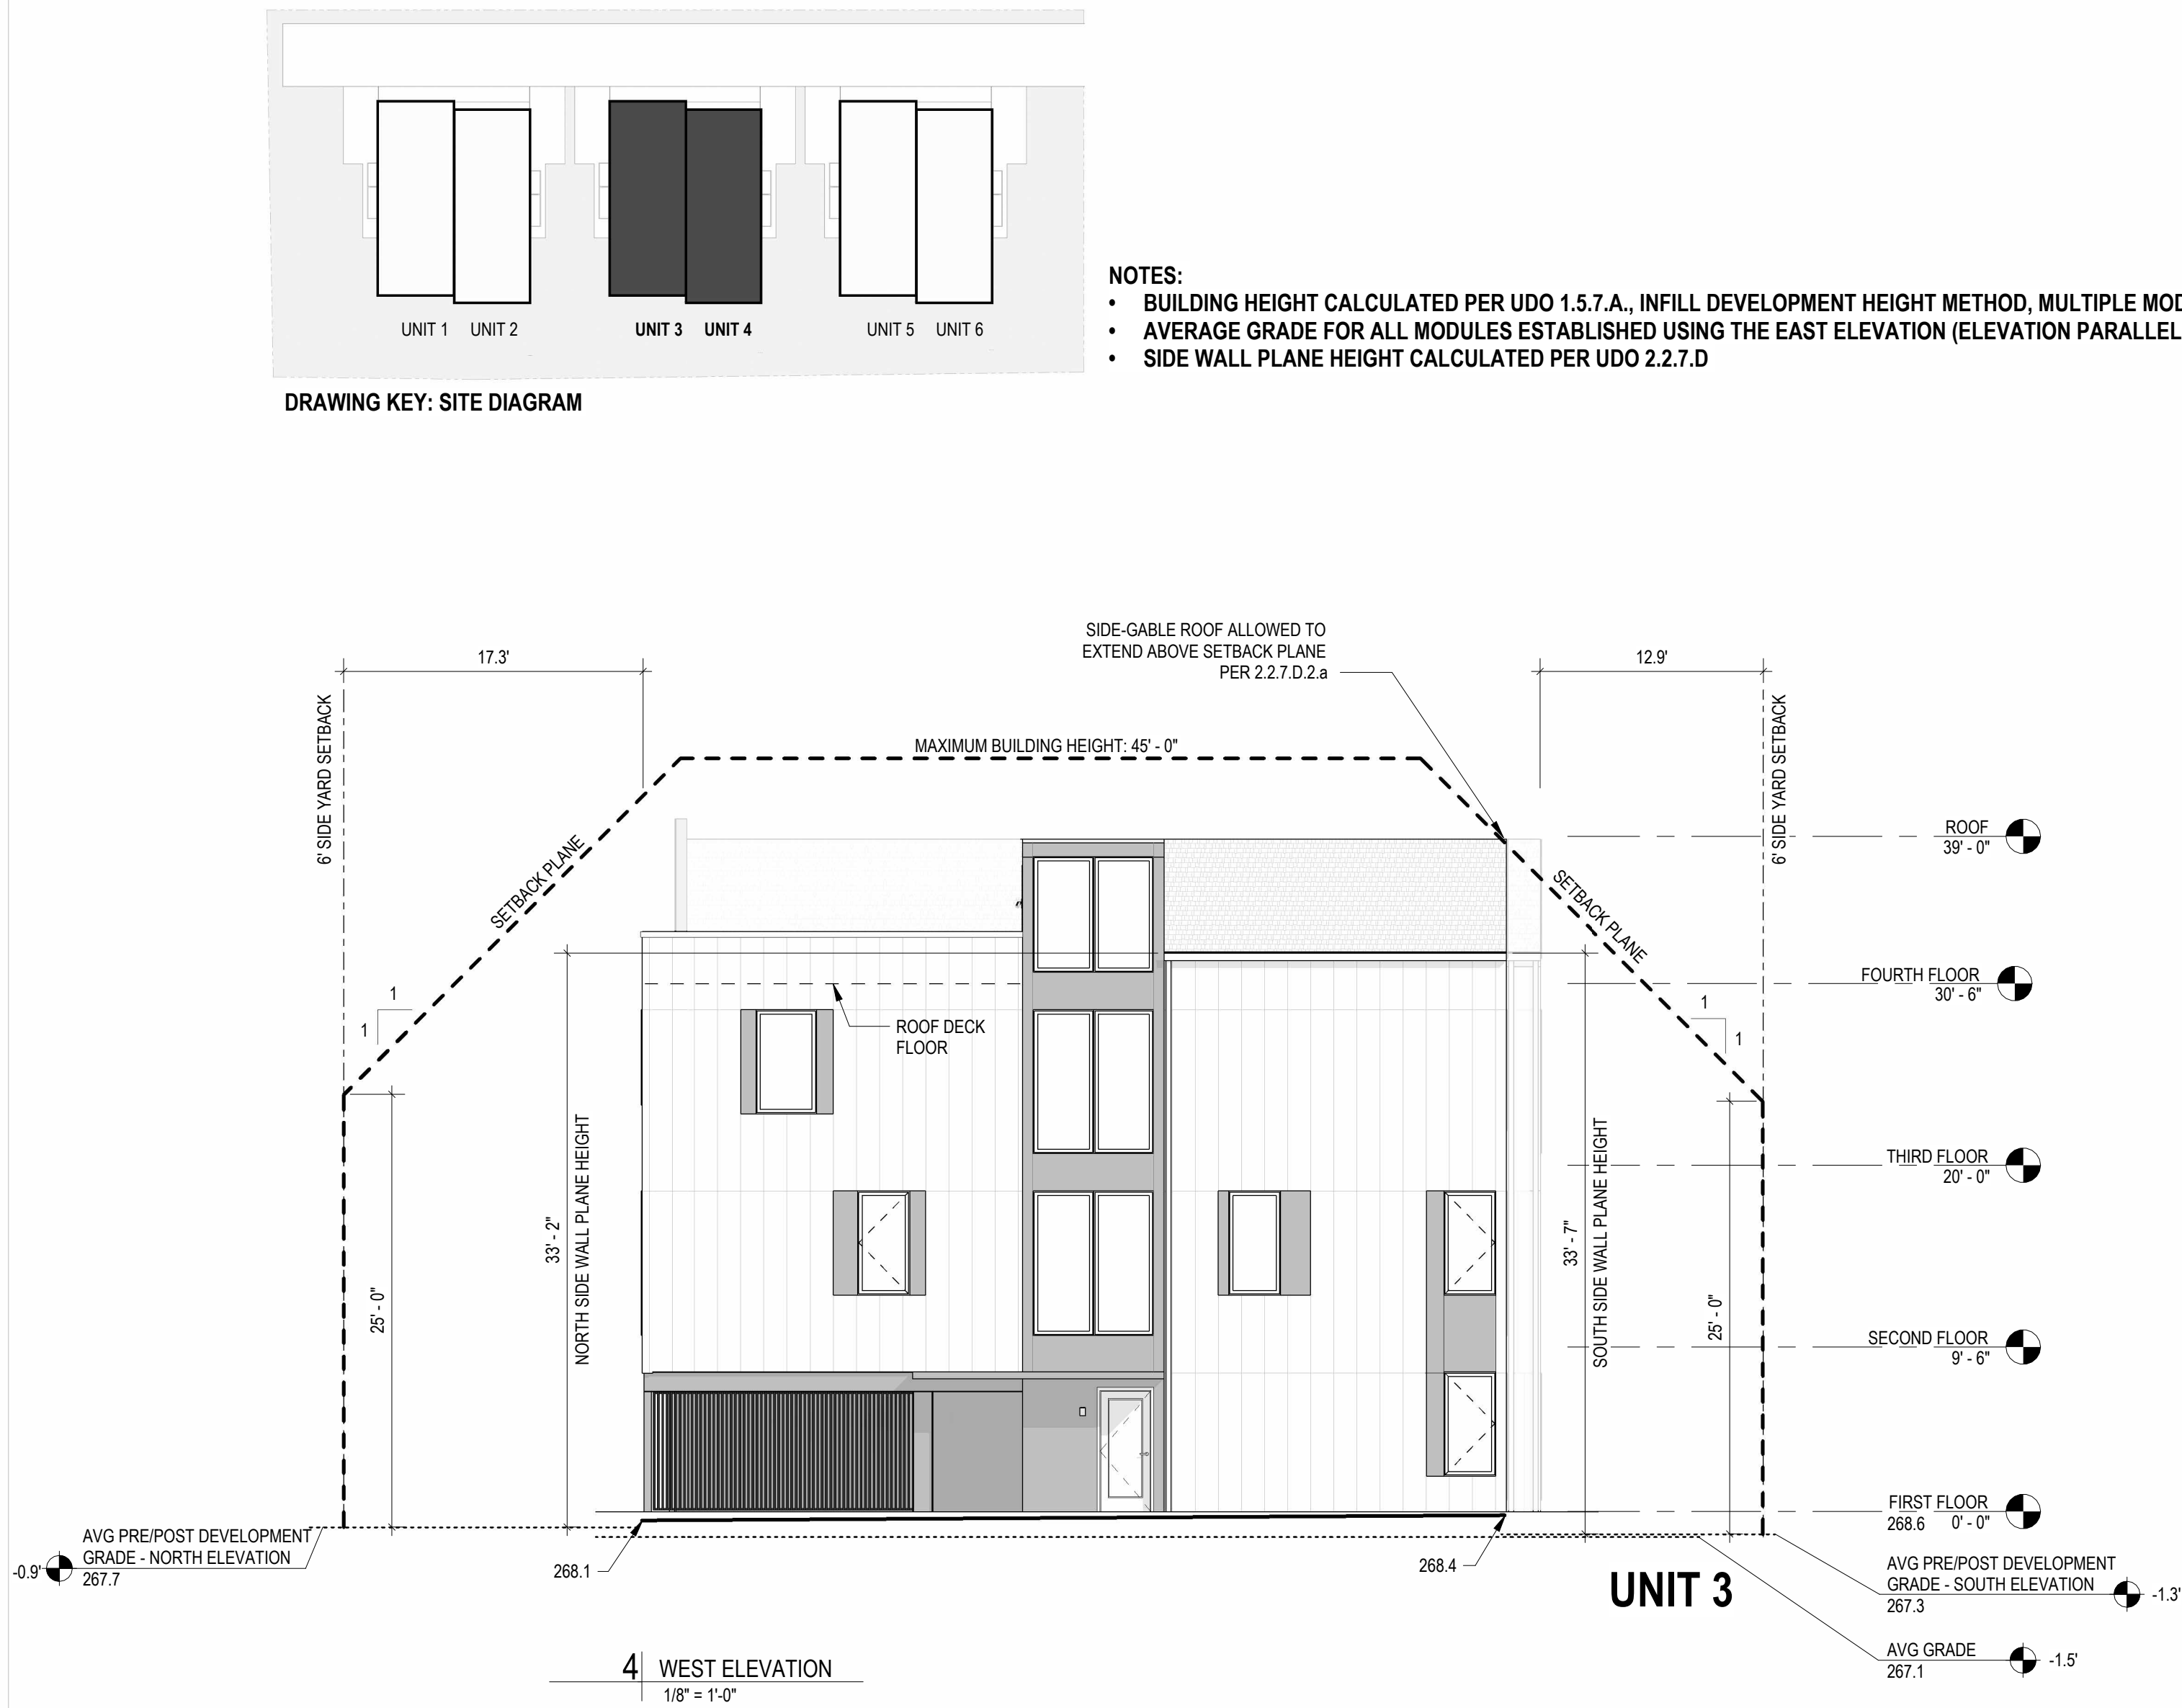 UNIT 1 UNIT 2 UNIT 3 UNIT 4 UNIT 5 UNIT 6
DRAWING KEY: SITE DIAGRAM
NOTES:
• BUILDING HEIGHT CALCULATED PER UDO 1.5.7.A., INFILL DEVELOPMENT HEIGHT METHOD, MULTIPLE MOD
• AVERAGE GRADE FOR ALL MODULES ESTABLISHED USING THE EAST ELEVATION (ELEVATION PARALLEL
• SIDE WALL PLANE HEIGHT CALCULATED PER UDO 2.2.7.D
SIDE-GABLE ROOF ALLOWED TO
EXTEND ABOVE SETBACK PLANE
PER 2.2.7.D.2.a
17.3'
12.9'
6' SIDE YARD SETBACK
6' SIDE YARD SETBACK
MAXIMUM BUILDING HEIGHT: 45' - 0"
SETBACK PLANE
SETBACK PLANE
1
1
1
1
ROOF DECK
FLOOR
25' - 0"
33' - 2"
NORTH SIDE WALL PLANE HEIGHT
33' - 7"
SOUTH SIDE WALL PLANE HEIGHT
25' - 0"
ROOF
39' - 0"
FOURTH FLOOR
30' - 6"
THIRD FLOOR
20' - 0"
SECOND FLOOR
9' - 6"
FIRST FLOOR
268.6 0' - 0"
AVG PRE/POST DEVELOPMENT
GRADE - NORTH ELEVATION
-0.9'
267.7
268.1
268.4
UNIT 3
AVG PRE/POST DEVELOPMENT
GRADE - SOUTH ELEVATION
-1.3'
267.3
AVG GRADE
-1.5'
267.1
4 WEST ELEVATION
1/8" = 1'-0"